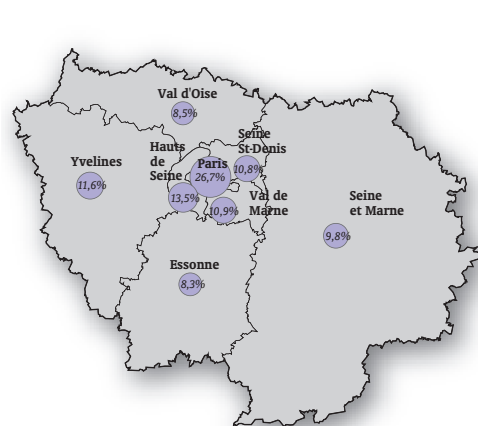 Val d'Oise
8,5%
Seine
St-Denis
10,8%
Hauts
de
Seine
13,5%
Paris
26,7%
Yvelines
11,6%
Val de
Marne
10,9%
Seine
et Marne
9,8%
Essonne
8,3%